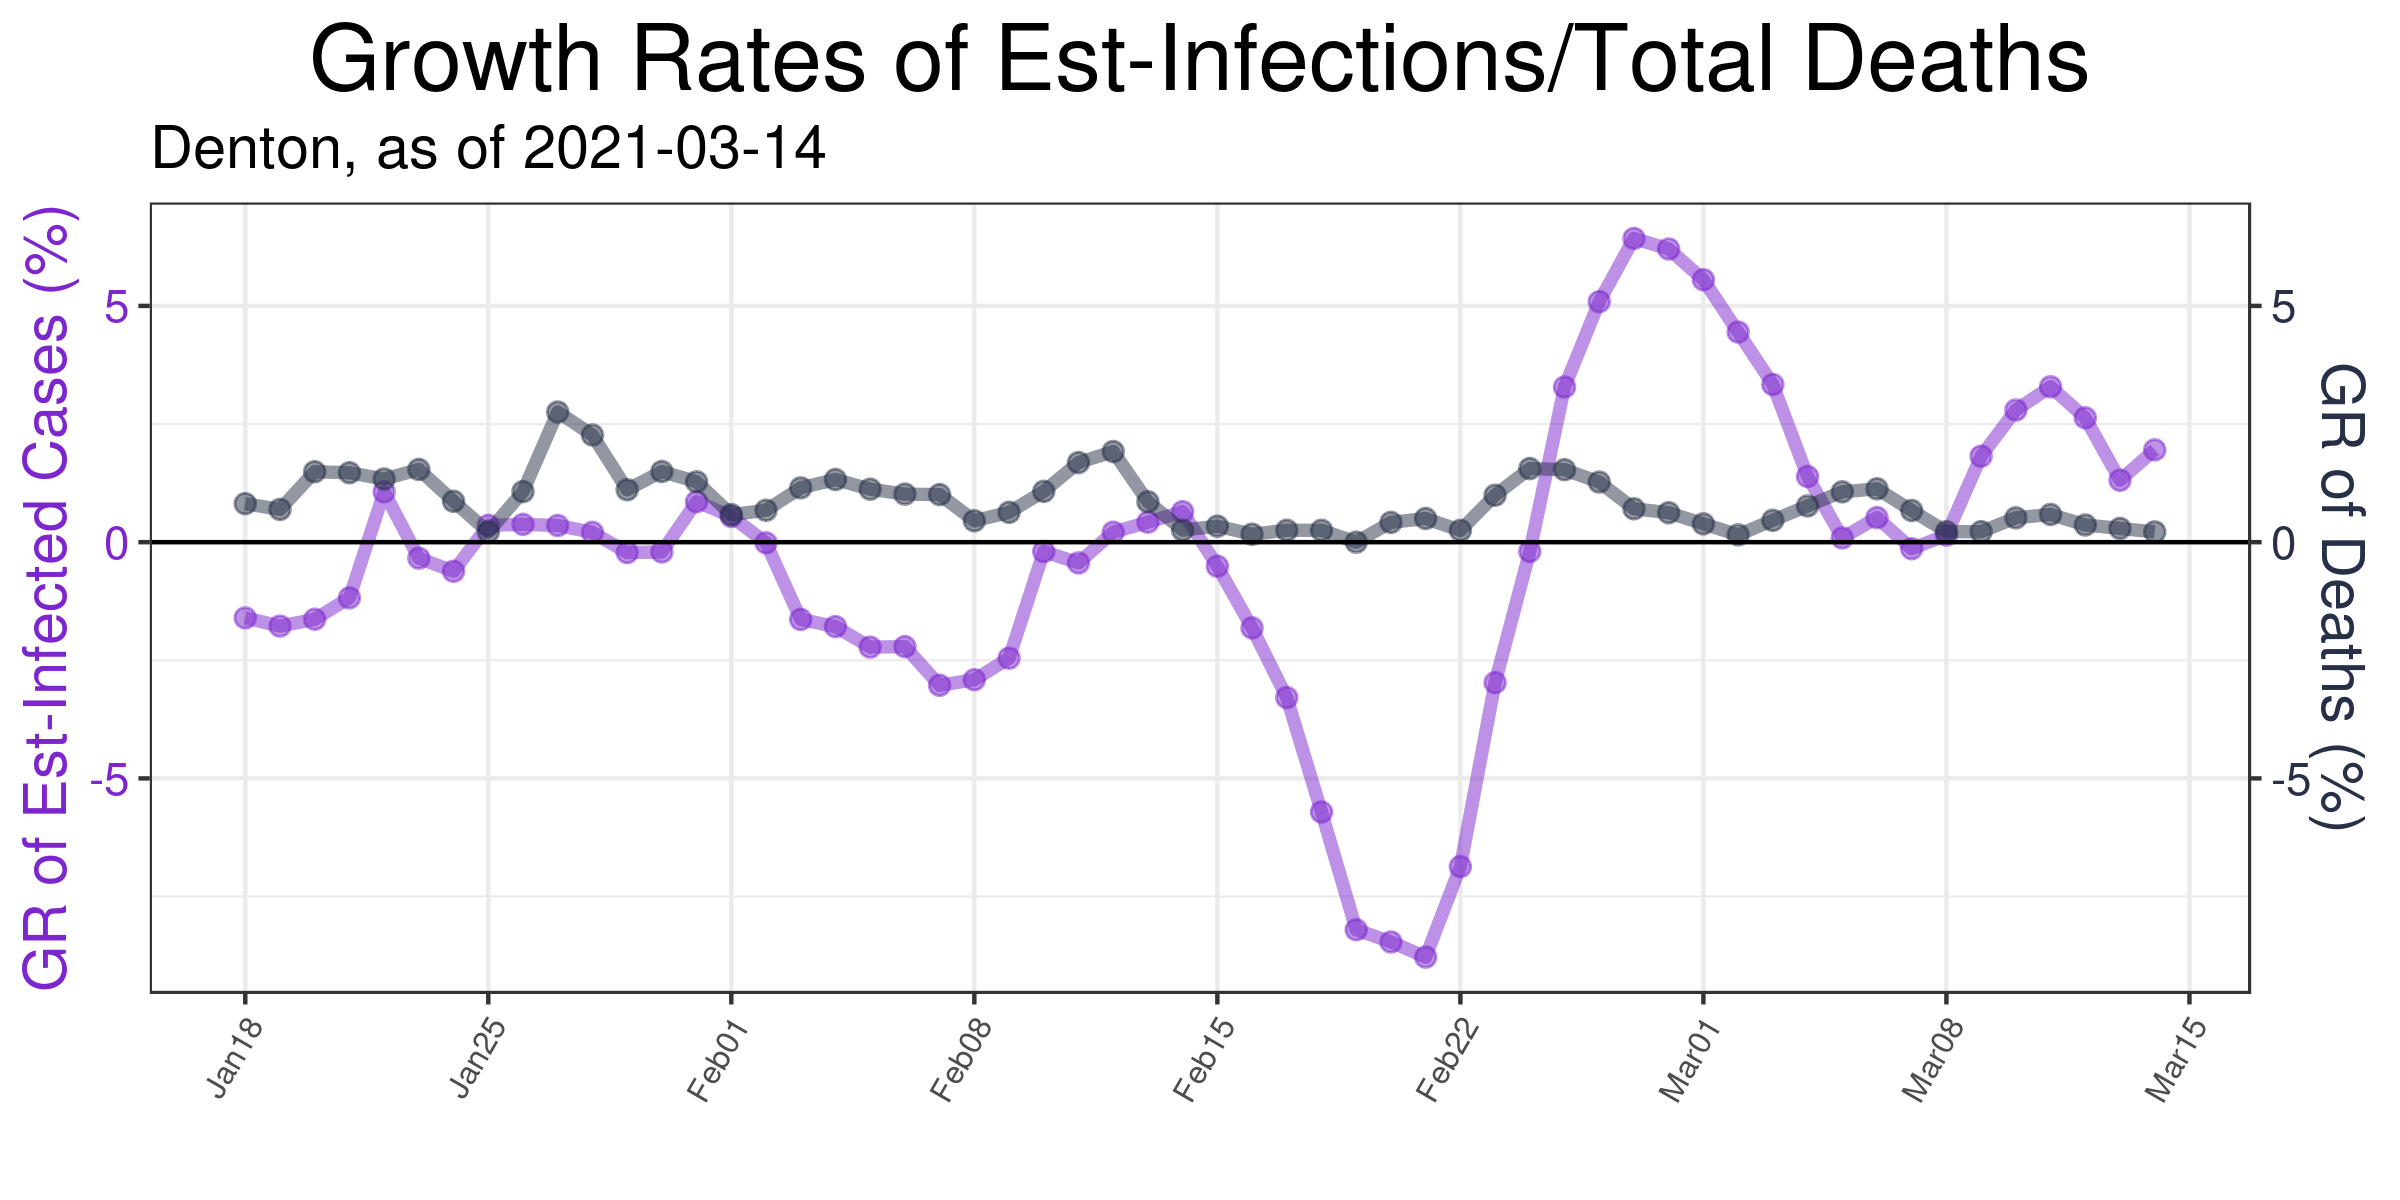 Growth Rates of Est-Infections/Total Deaths
Denton, as of 2021-03-14
GR of Est-Infected Cases (%)
5
0
-5
5
0
-5
GR of Deaths (%)
Jan18
Jan25
Feb01
Feb08
Feb15
Feb22
Mar01
Mar08
Mar15